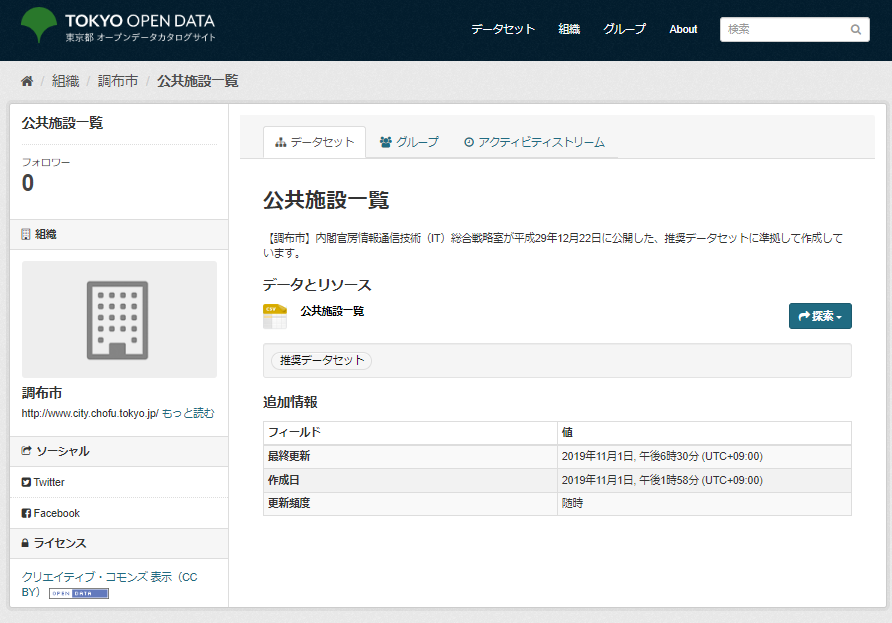 TOKYO OPEN DATA
東京都 オープンデータカタログサイト
データセット 組織 グループ About 検索
/ 組織 / 調布市 / 公共施設一覧
公共施設一覧
フォロワー
0
組織
調布市
http://www.city.chofu.tokyo.jp/ もっと読む
ソーシャル
Twitter
Facebook
ライセンス
クリエイティブ・コモンズ 表示（CC
BY） OPEN DATA
データセット グループ アクティビティストリーム
公共施設一覧
【調布市】内閣官房情報通信技術（IT）総合戦略室が平成29年12月22日に公開した、推奨データセットに準拠して作成して
います。
データとリソース
CSV 公共施設一覧 探索
推奨データセット
追加情報
フィールド 値
最終更新 2019年11月1日, 午後6時30分 (UTC+09:00)
作成日 2019年11月1日, 午後1時58分 (UTC+09:00)
更新頻度 随時